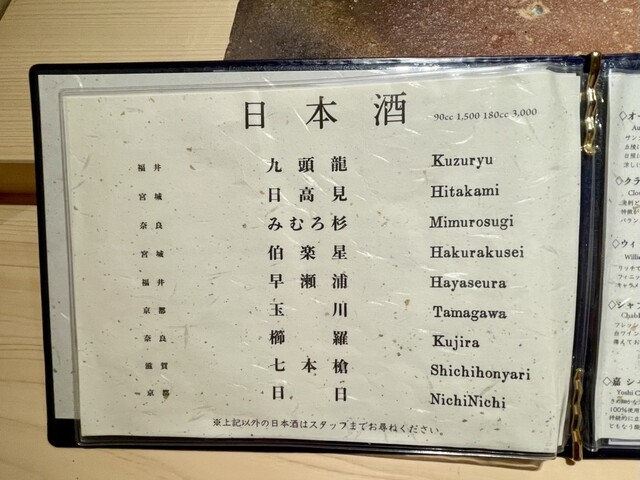 日本酒 90cc 1,500 180cc 3,000
福井 九頭龍 Kuzuryu
宮城 日高見 Hitakami
奈良 みむろ杉 Mimurosugi
宮城 伯楽星 Hakurakusei
福井 早瀬浦 Hayaseura
京都 玉川 Tamagawa
奈良 櫛羅 Kujira
滋賀 七本槍 Shichihonyari
京都 日日 NichiNichi
※上記以外の日本酒はスタッフまでお尋ねください。